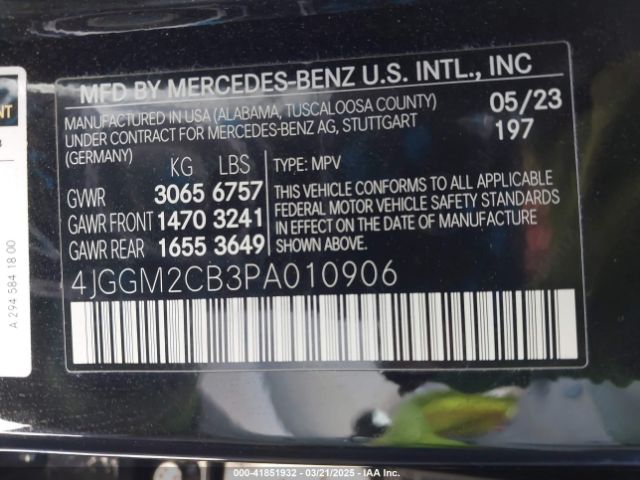 MFD BY MERCEDES-BENZ U.S. INTL., INC
MANUFACTURED IN USA (ALABAMA, TUSCALOOSA COUNTY)
UNDER CONTRACT FOR MERCEDES-BENZ AG, STUTTGART
(GERMANY)
05/23
197
KG LBS
GVWR 3065 6757
GAWR FRONT 1470 3241
GAWR REAR 1655 3649
TYPE: MPV
THIS VEHICLE CONFORMS TO ALL APPLICABLE
FEDERAL MOTOR VEHICLE SAFETY STANDARDS
IN EFFECT ON THE DATE OF MANUFACTURE
SHOWN ABOVE.
4JGGM2CB3PA010906
A 294 584 18 00
000-41851932 - 03/21/2025 - IAA Inc.